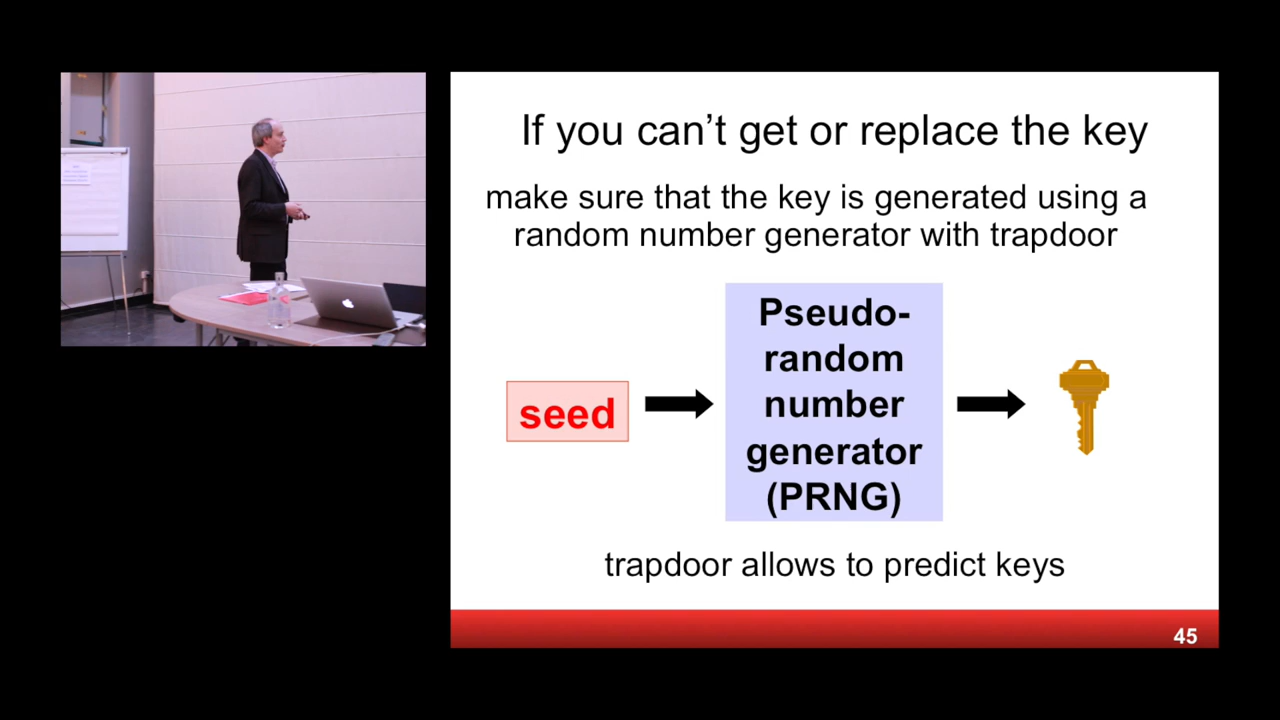 If you can't get or replace the key
make sure that the key is generated using a
random number generator with trapdoor
seed
Pseudo-
random
number
generator
(PRNG)
trapdoor allows to predict keys
45